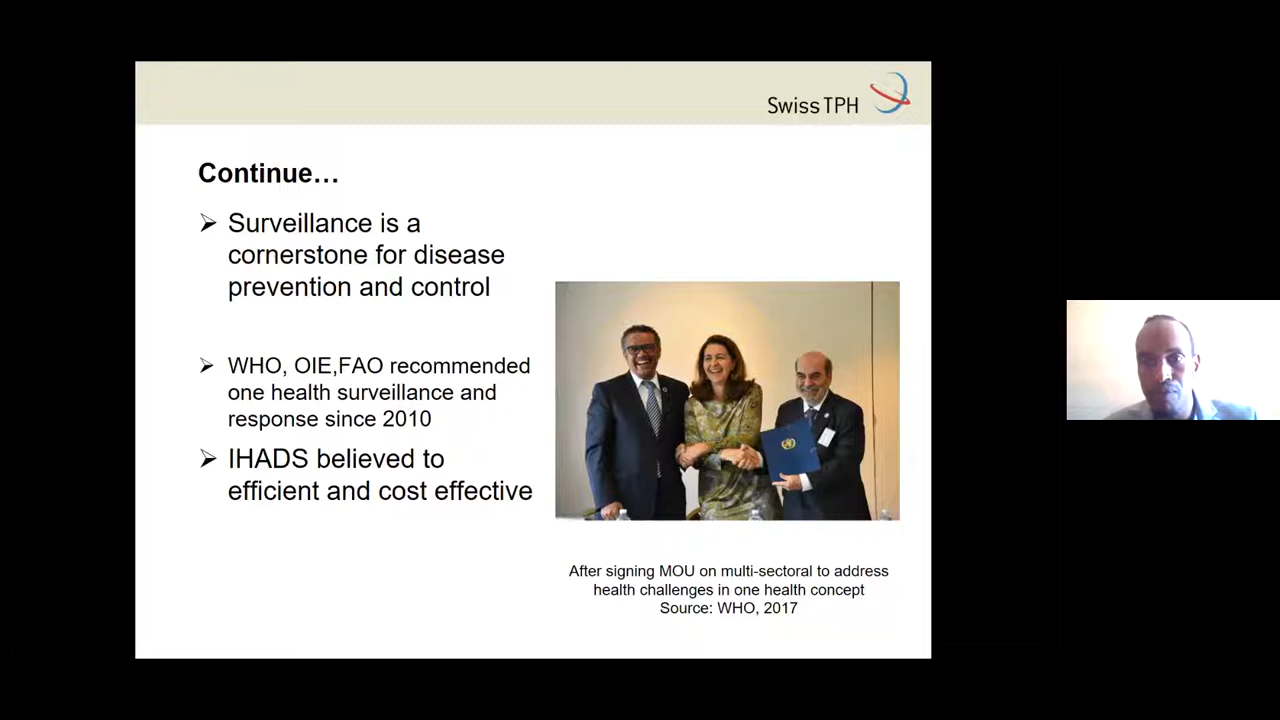 Swiss TPH
Continue…
➢ Surveillance is a
cornerstone for disease
prevention and control
➢ WHO, OIE,FAO recommended
one health surveillance and
response since 2010
➢ IHADS believed to
efficient and cost effective
After signing MOU on multi-sectoral to address
health challenges in one health concept
Source: WHO, 2017